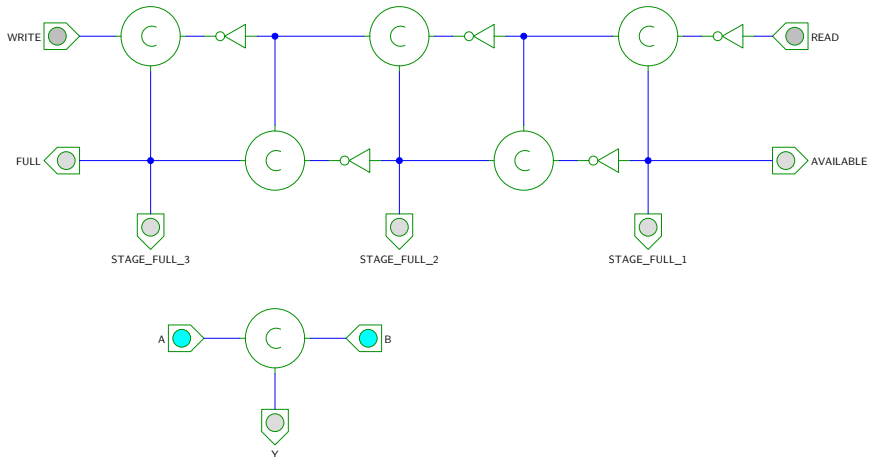 WRITE
C
C
C
READ
FULL
C
C
AVAILABLE
STAGE_FULL_3
STAGE_FULL_2
STAGE_FULL_1
A
C
B
Y